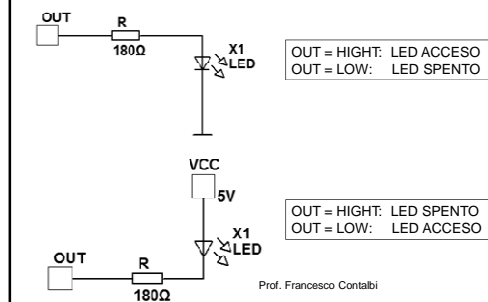 OUT
R
180Ω
X1
LED
OUT = HIGHT: LED ACCESO
OUT = LOW: LED SPENTO
VCC
5V
X1
LED
OUT = HIGHT: LED SPENTO
OUT = LOW: LED ACCESO
OUT
R
180Ω
Prof. Francesco Contalbi